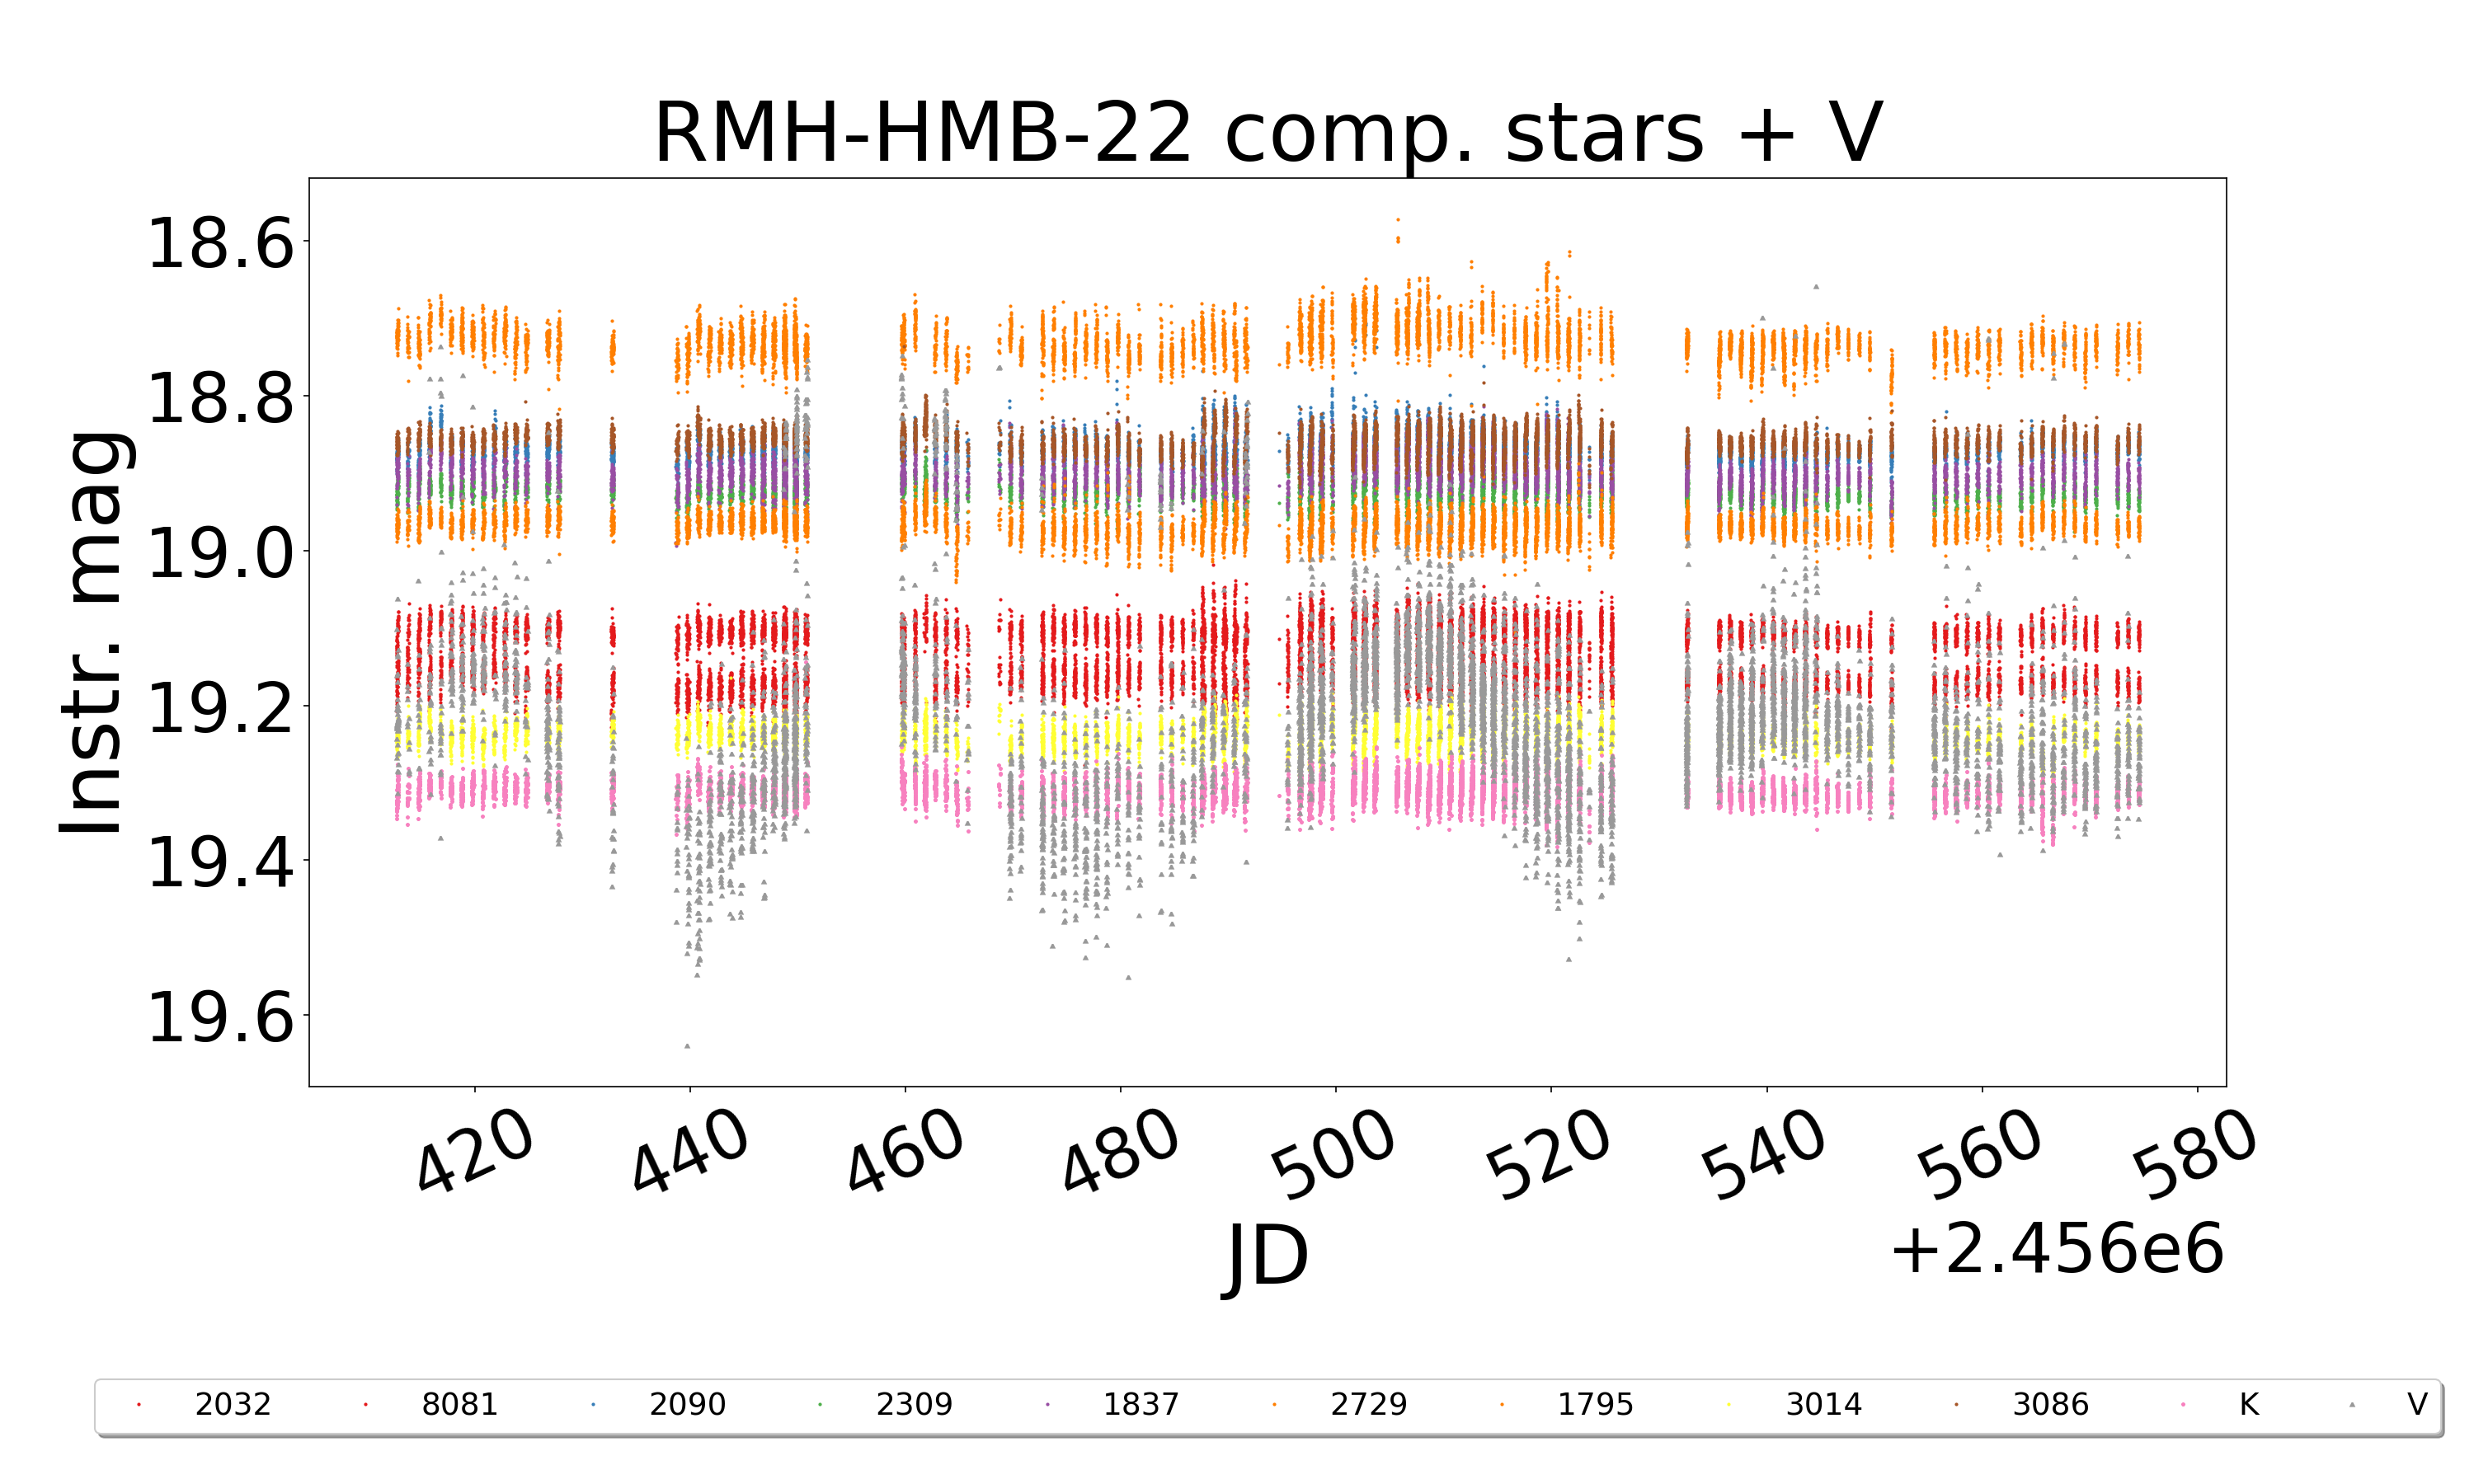 RMH-HMB-22 comp. stars + V
Instr. mag
18.6
18.8
19.0
19.2
19.4
19.6
420 440 460 480 500 520 540 560 580
JD
+2.456e6
2032 8081 2090 2309 1837 2729 1795 3014 3086 K V